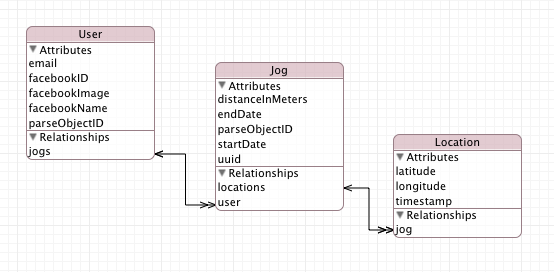 User
Attributes
email
facebookID
facebookImage
facebookName
parseObjectID
Relationships
jogs
Jog
Attributes
distanceInMeters
endDate
parseObjectID
startDate
uuid
Relationships
locations
user
Location
Attributes
latitude
longitude
timestamp
Relationships
jog